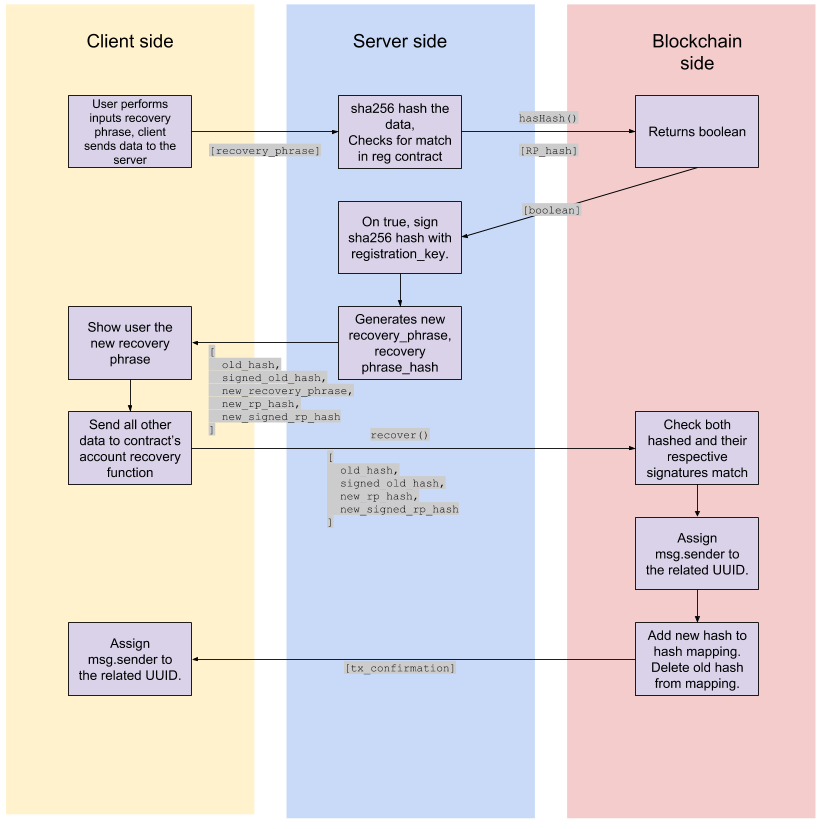 Client side
Server side
Blockchain
side
User performs
inputs recovery
phrase, client
sends data to the
server
[recovery_phrase]
sha256 hash the
data,
Checks for match
in reg contract
hasHash()
[RP_hash]
Returns boolean
[boolean]
On true, sign
sha256 hash with
registration_key.
Generates new
recovery_phrase,
recovery
phrase_hash
Show user the
new recovery
phrase
[
old_hash,
signed_old_hash,
new_recovery_phrase,
new_rp_hash,
new_signed_rp_hash
]
Send all other
data to contract's
account recovery
function
recover()
[
old hash,
signed old hash,
new rp hash,
new_signed_rp_hash
]
Check both
hashed and their
respective
signatures match
Assign
msg.sender to
the related UUID.
Add new hash to
hash mapping.
Delete old hash
from mapping.
[tx_confirmation]
Assign
msg.sender to
the related UUID.